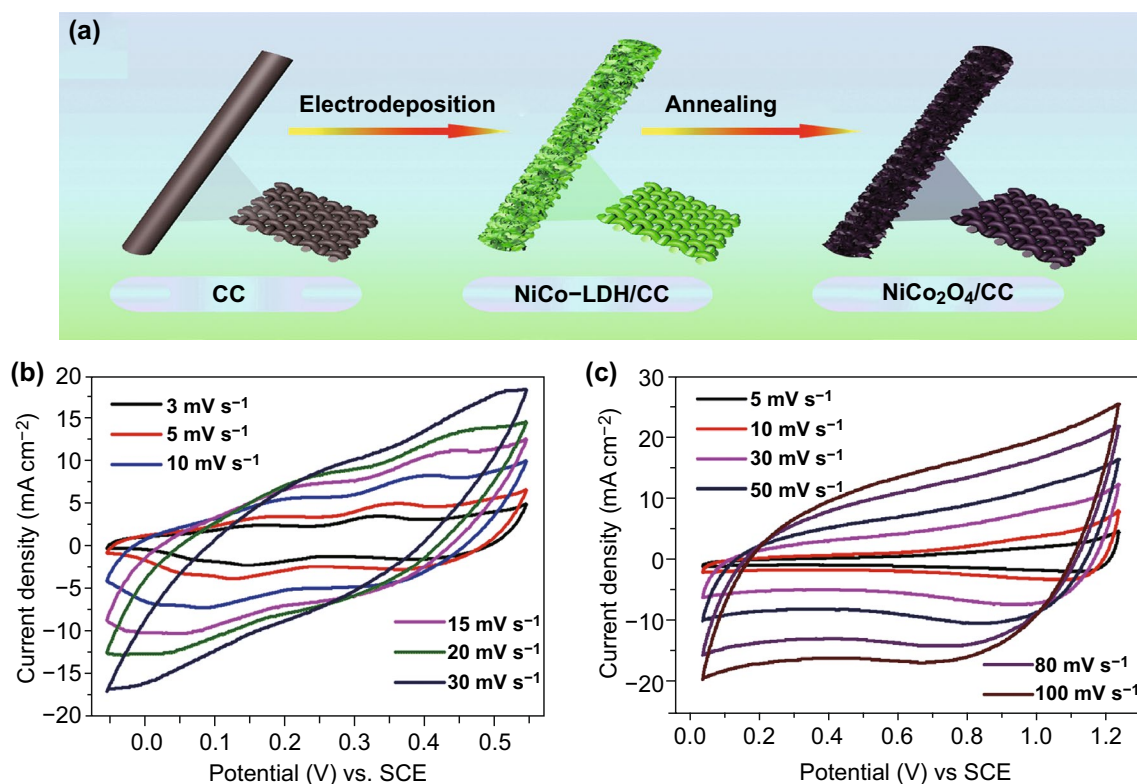 (a)
Electrodeposition
Annealing
CC
NiCo−LDH/CC
NiCo₂O₄/CC
(b)
20
15
10
5
0
−5
−10
−15
−20
Current density (mA cm⁻²)
3 mV s⁻¹
5 mV s⁻¹
10 mV s⁻¹
15 mV s⁻¹
20 mV s⁻¹
30 mV s⁻¹
0.0 0.1 0.2 0.3 0.4 0.5
Potential (V) vs. SCE
(c)
30
20
10
0
−10
−20
Current density (mA cm⁻²)
5 mV s⁻¹
10 mV s⁻¹
30 mV s⁻¹
50 mV s⁻¹
80 mV s⁻¹
100 mV s⁻¹
0.0 0.2 0.4 0.6 0.8 1.0 1.2
Potential (V) vs SCE